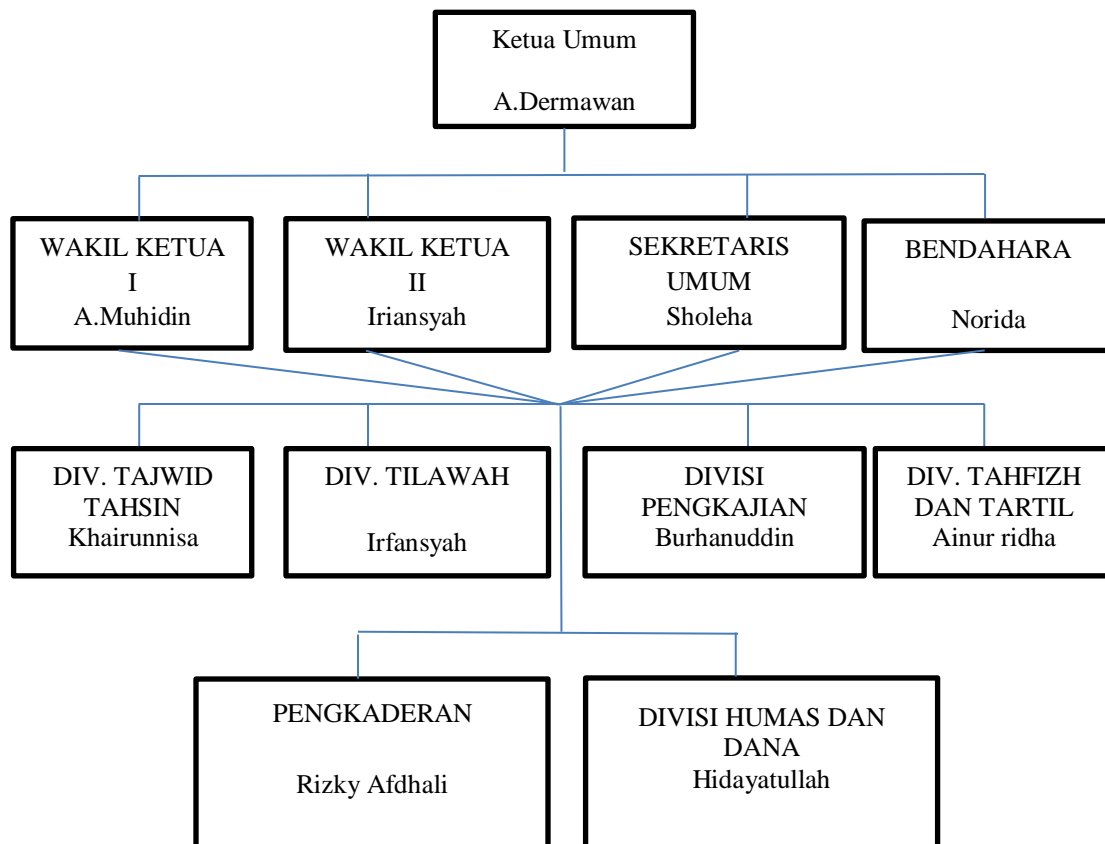 Ketua Umum
A.Dermawan
WAKIL KETUA
I
A.Muhidin
WAKIL KETUA
II
Iriansyah
SEKRETARIS
UMUM
Sholeha
BENDAHARA
Norida
DIV. TAJWID
TAHSIN
Khairunnisa
DIV. TILAWAH
Irfansyah
DIVISI
PENGKAJIAN
Burhanuddin
DIV. TAHFIZH
DAN TARTIL
Ainur ridha
PENGKADERAN
Rizky Afdhali
DIVISI HUMAS DAN
DANA
Hidayatullah